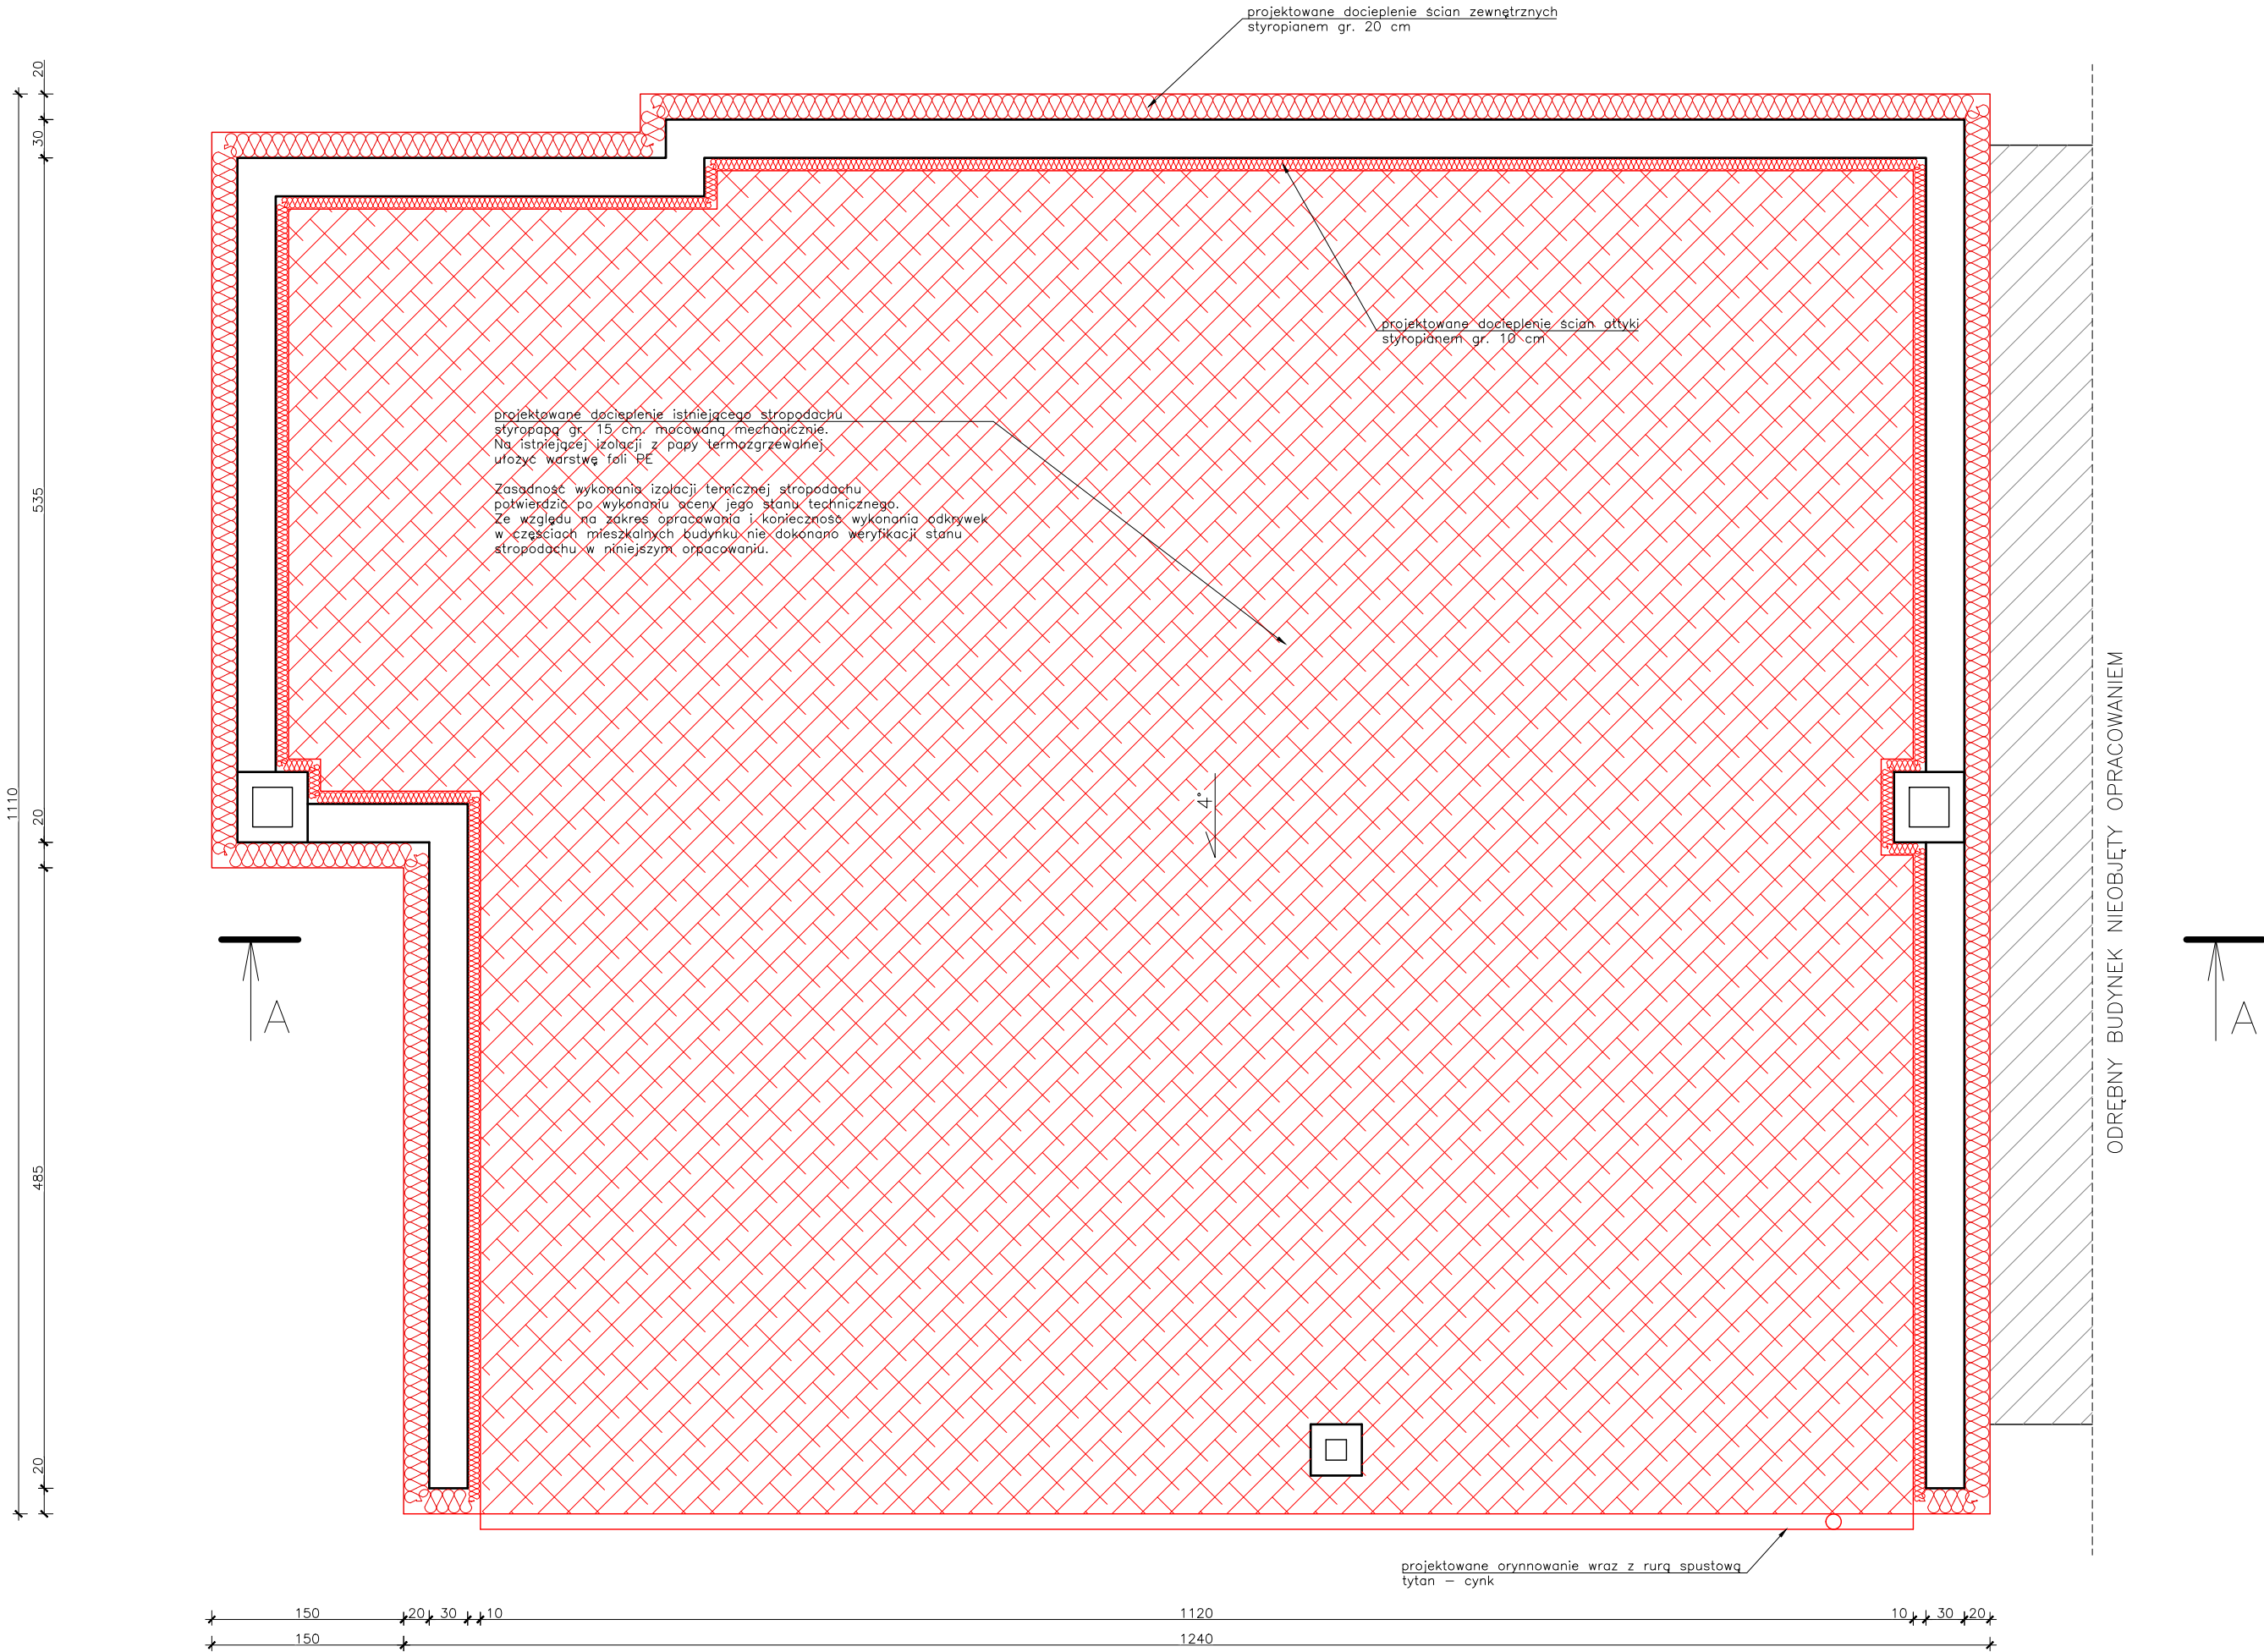 projektowane docieplenie ścian zewnętrznych
styropianem gr. 20 cm
projektowane docieplenie ścian attyki
styropianem gr. 10 cm
projektowane docieplenie istniejącego stropodachu
styropapą gr. 15 cm. mocowaną mechanicznie.
Na istniejącej izolacji z papy termozgrzewalnej
ułożyć warstwę foli PE
Zasadność wykonania izolacji ternicznej stropodachu
potwierdzić po wykonaniu oceny jego stanu technicznego.
Ze względu na zakres opracowania i konieczność wykonania odkrywek
w częściach mieszkalnych budynku nie dokonano weryfikacji stanu
stropodachu w niniejszym orpacowaniu.
20
30
535
1110
20
485
20
4°
A
A
ODRĘBNY BUDYNEK NIEOBJĘTY OPRACOWANIEM
projektowane orynnowanie wraz z rurą spustową
tytan – cynk
150 20 30 10 1120 10 30 20
150 1240